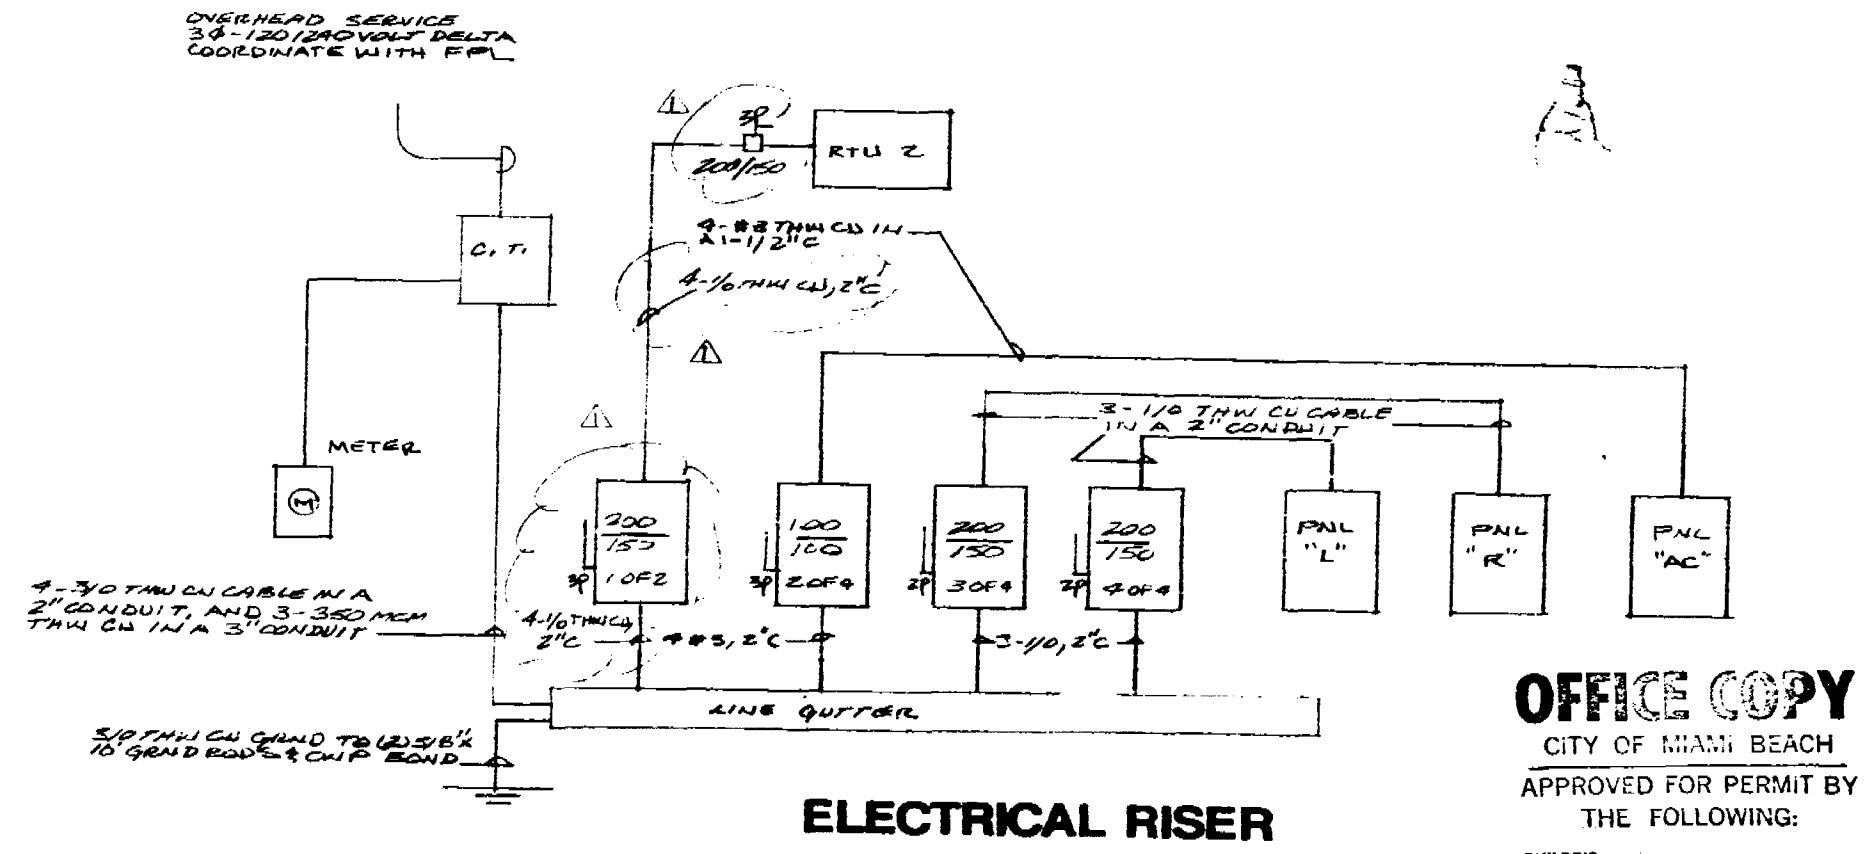 OVERHEAD SERVICE
3Φ-120/240 VOLT DELTA
COORDINATE WITH FPL
1
3P
200/150
RTU 2
C. T.
4-#3 THW CU IN
A 1-1/2"C
4-1/0 THW CU, 2"C
1
METER
M
1
3-1/0 THW CU CABLE
IN A 2" CONDUIT
200
150
3P
1 OF 2
100
100
3P
2 OF 4
200
150
2P
3 OF 4
200
150
2P
4 OF 4
PNL
"L"
PNL
"R"
PNL
"AC"
4-3/0 THW CU CABLE IN A
2" CONDUIT, AND 3-350 MCM
THW CU IN A 3" CONDUIT
4-1/0 THW CU,
2"C
4 #3, 2"C
3-1/0, 2"C
LINE GUTTER
3/0 THW CU GRND TO (2) 5/8"X
10' GRND RODS & CWP BOND
ELECTRICAL RISER
OFFICE COPY
CITY OF MIAMI BEACH
APPROVED FOR PERMIT BY
THE FOLLOWING: